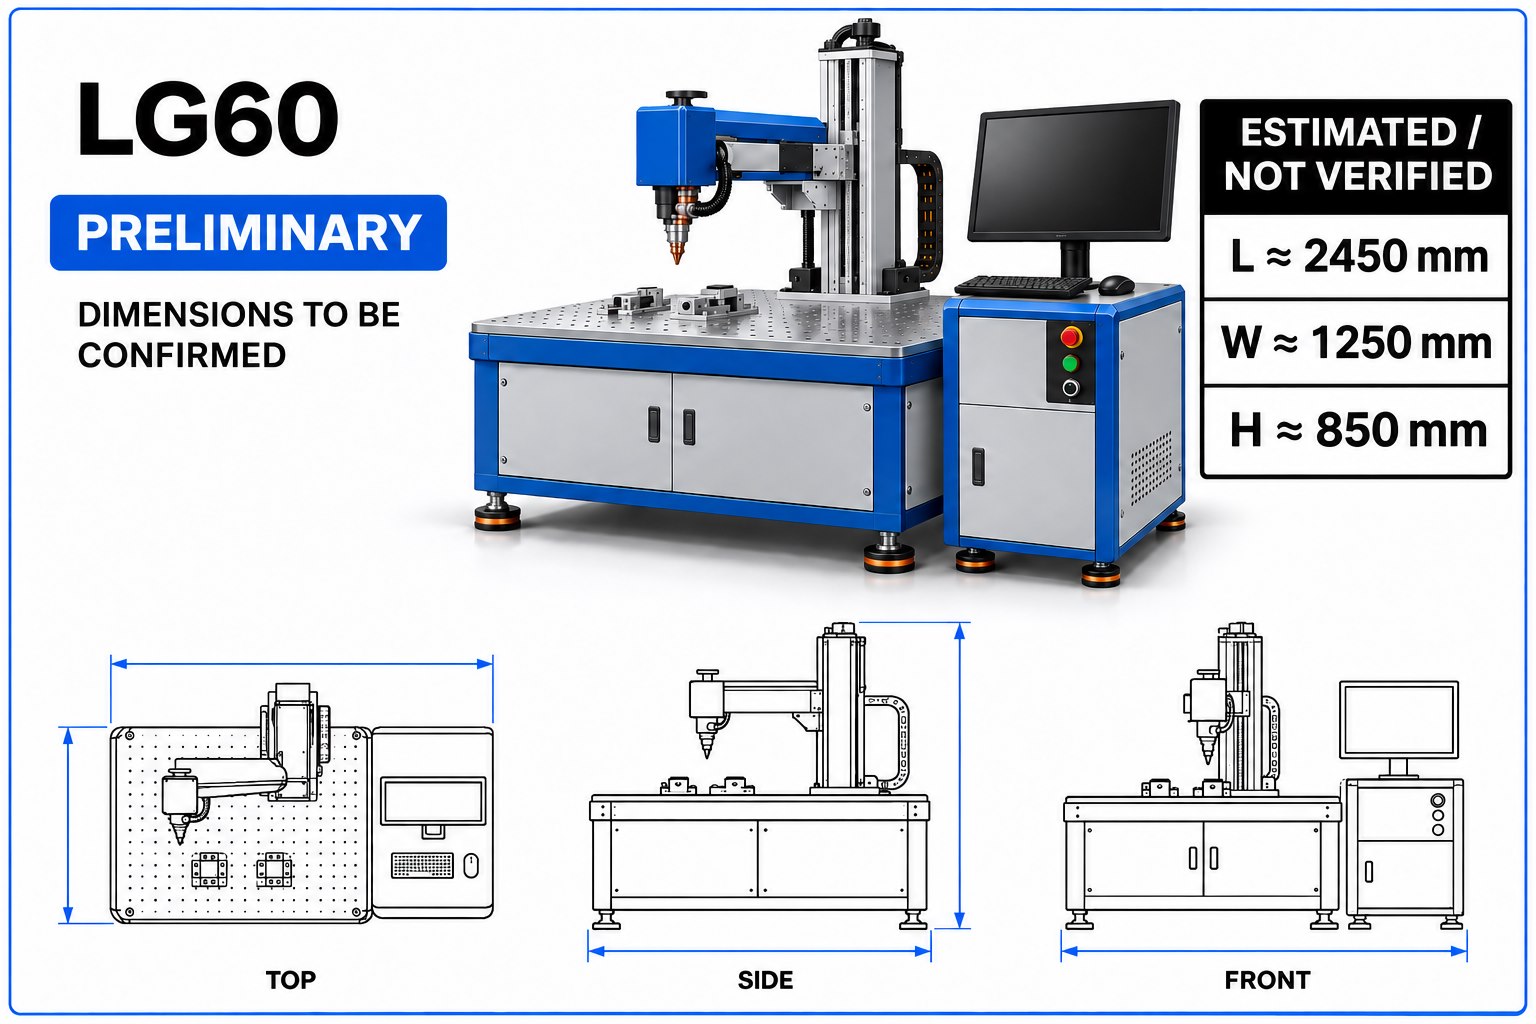 LG60
PRELIMINARY
DIMENSIONS TO BE
CONFIRMED
ESTIMATED /
NOT VERIFIED
L ≈ 2450 mm
W ≈ 1250 mm
H ≈ 850 mm
TOP
SIDE
FRONT